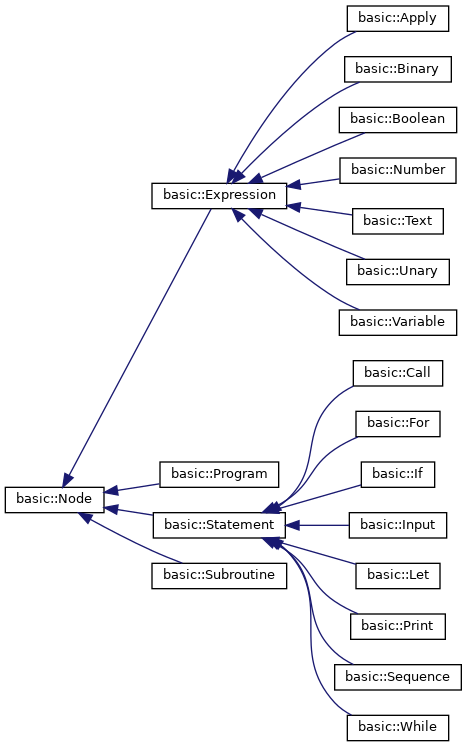 basic::Apply
basic::Binary
basic::Boolean
basic::Number
basic::Expression
basic::Text
basic::Unary
basic::Variable
basic::Call
basic::For
basic::Program
basic::If
basic::Node
basic::Statement
basic::Input
basic::Subroutine
basic::Let
basic::Print
basic::Sequence
basic::While